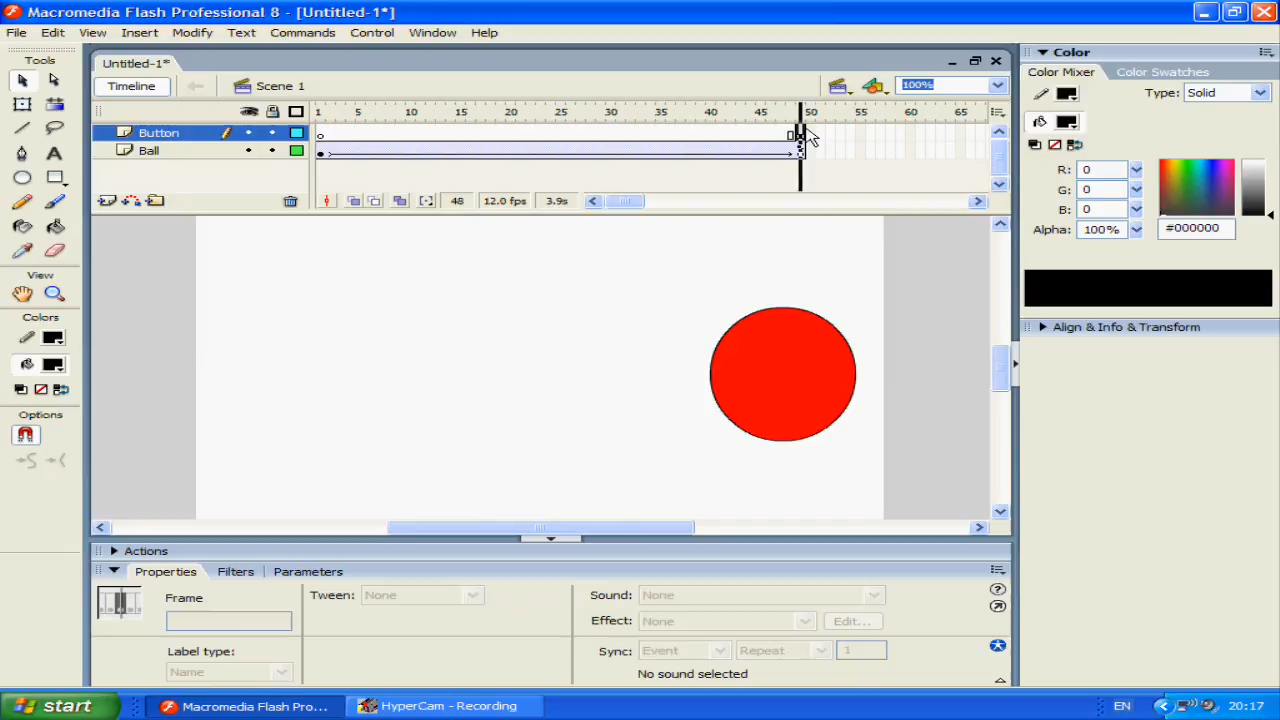 Macromedia Flash Professional 8 - [Untitled-1*]
File Edit View Insert Modify Text Commands Control Window Help
Tools
Untitled-1*
Timeline
Scene 1
100%
1 5 10 15 20 25 30 35 40 45 50 55 60 65
Button
Ball
48 12.0 fps 3.9s
View
Colors
Options
Color
Color Mixer Color Swatches
Type: Solid
R: 0
G: 0
B: 0
Alpha: 100% #000000
Align & Info & Transform
Actions
Properties Filters Parameters
Frame Tween: None Sound: None
Effect: None Edit...
Label type: Sync: Event Repeat 1
Name No sound selected
start Macromedia Flash Pro... HyperCam - Recording EN 20:17